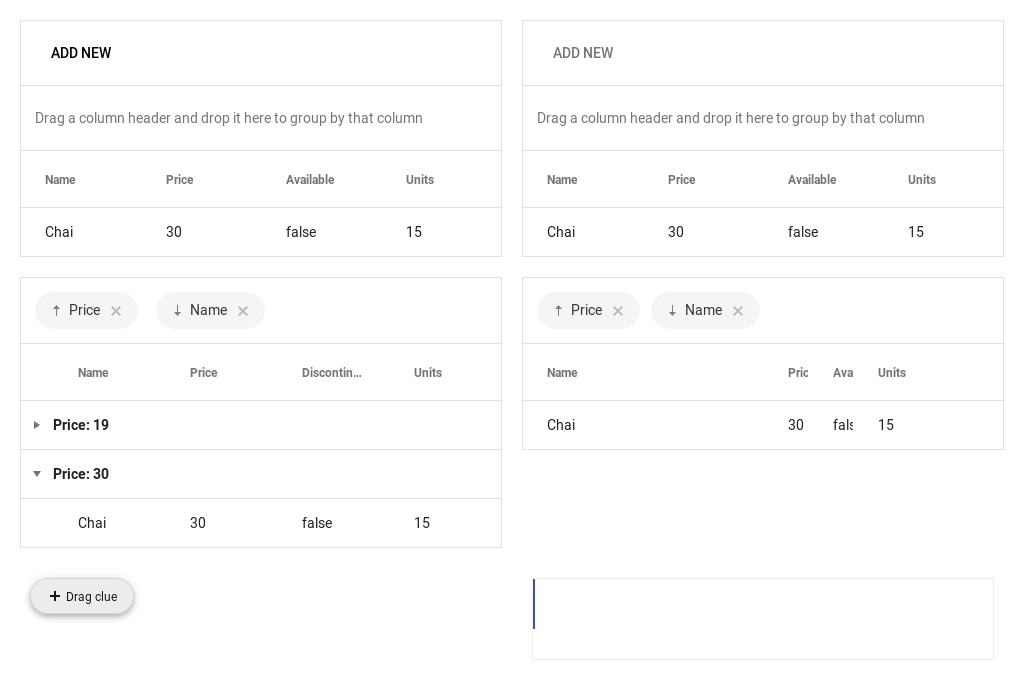 ADD NEW
Drag a column header and drop it here to group by that column
Name Price Available Units
Chai 30 false 15
ADD NEW
Drag a column header and drop it here to group by that column
Name Price Available Units
Chai 30 false 15
↑ Price × ↓ Name ×
Name Price Discontin... Units
Price: 19
Price: 30
Chai 30 false 15
↑ Price × ↓ Name ×
Name Pric Ava Units
Chai 30 fals 15
+ Drag clue